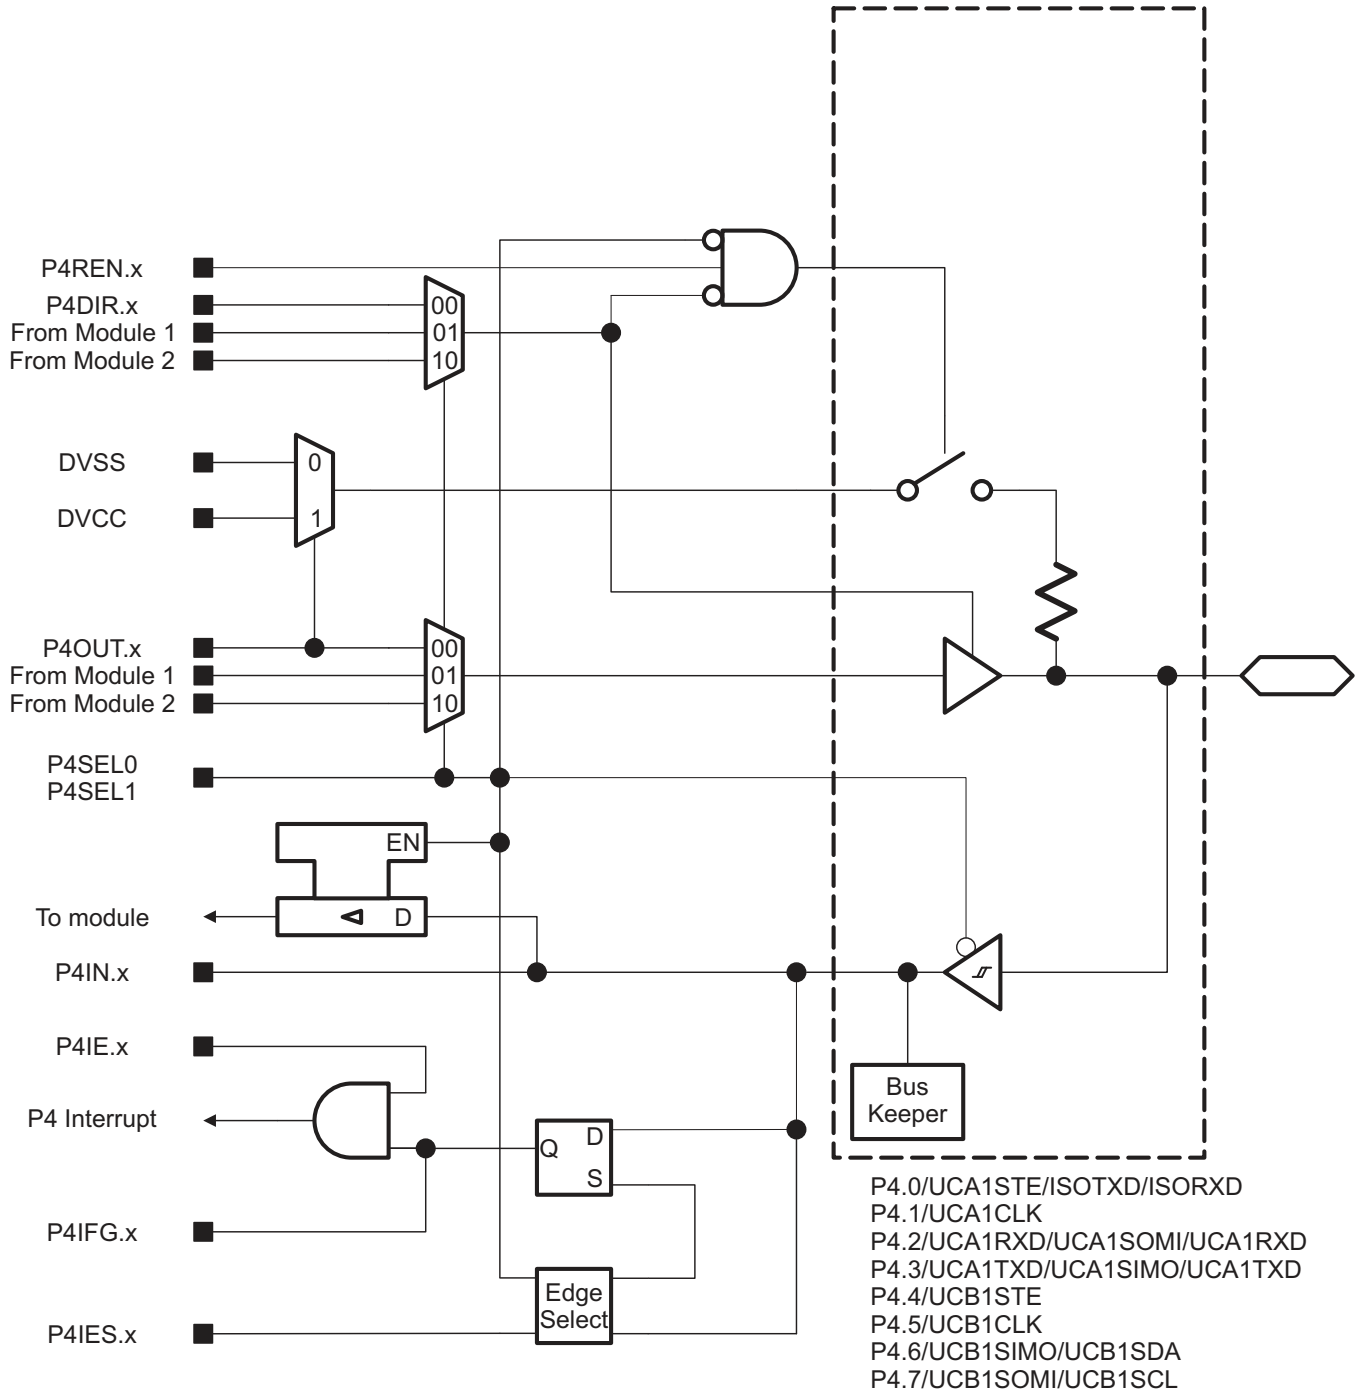 P4REN.x
P4DIR.x
From Module 1
From Module 2
00
01
10
DVSS
DVCC
0
1
P4OUT.x
From Module 1
From Module 2
00
01
10
P4SEL0
P4SEL1
EN
To module
D
P4IN.x
P4IE.x
Bus
Keeper
P4 Interrupt
Q
D
S
P4IFG.x
Edge
Select
P4IES.x
P4.0/UCA1STE/ISOTXD/ISORXD
P4.1/UCA1CLK
P4.2/UCA1RXD/UCA1SOMI/UCA1RXD
P4.3/UCA1TXD/UCA1SIMO/UCA1TXD
P4.4/UCB1STE
P4.5/UCB1CLK
P4.6/UCB1SIMO/UCB1SDA
P4.7/UCB1SOMI/UCB1SCL